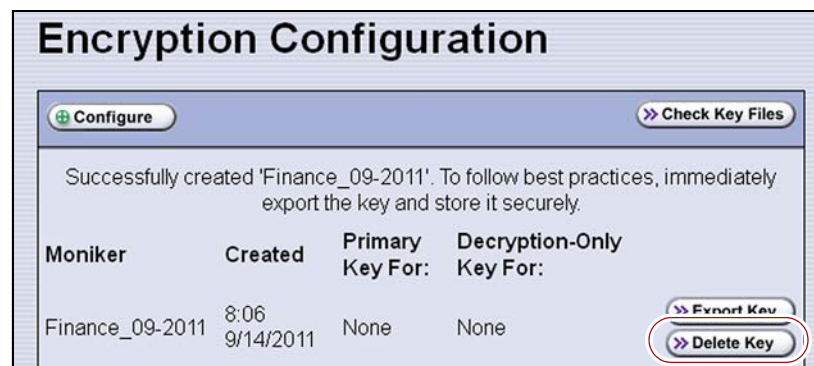 Encryption Configuration
Configure
Check Key Files
Successfully created 'Finance_09-2011'. To follow best practices, immediately
export the key and store it securely.
Moniker Created Primary Key For: Decryption-Only Key For:
Finance_09-2011 8:06 9/14/2011 None None
Export Key
Delete Key